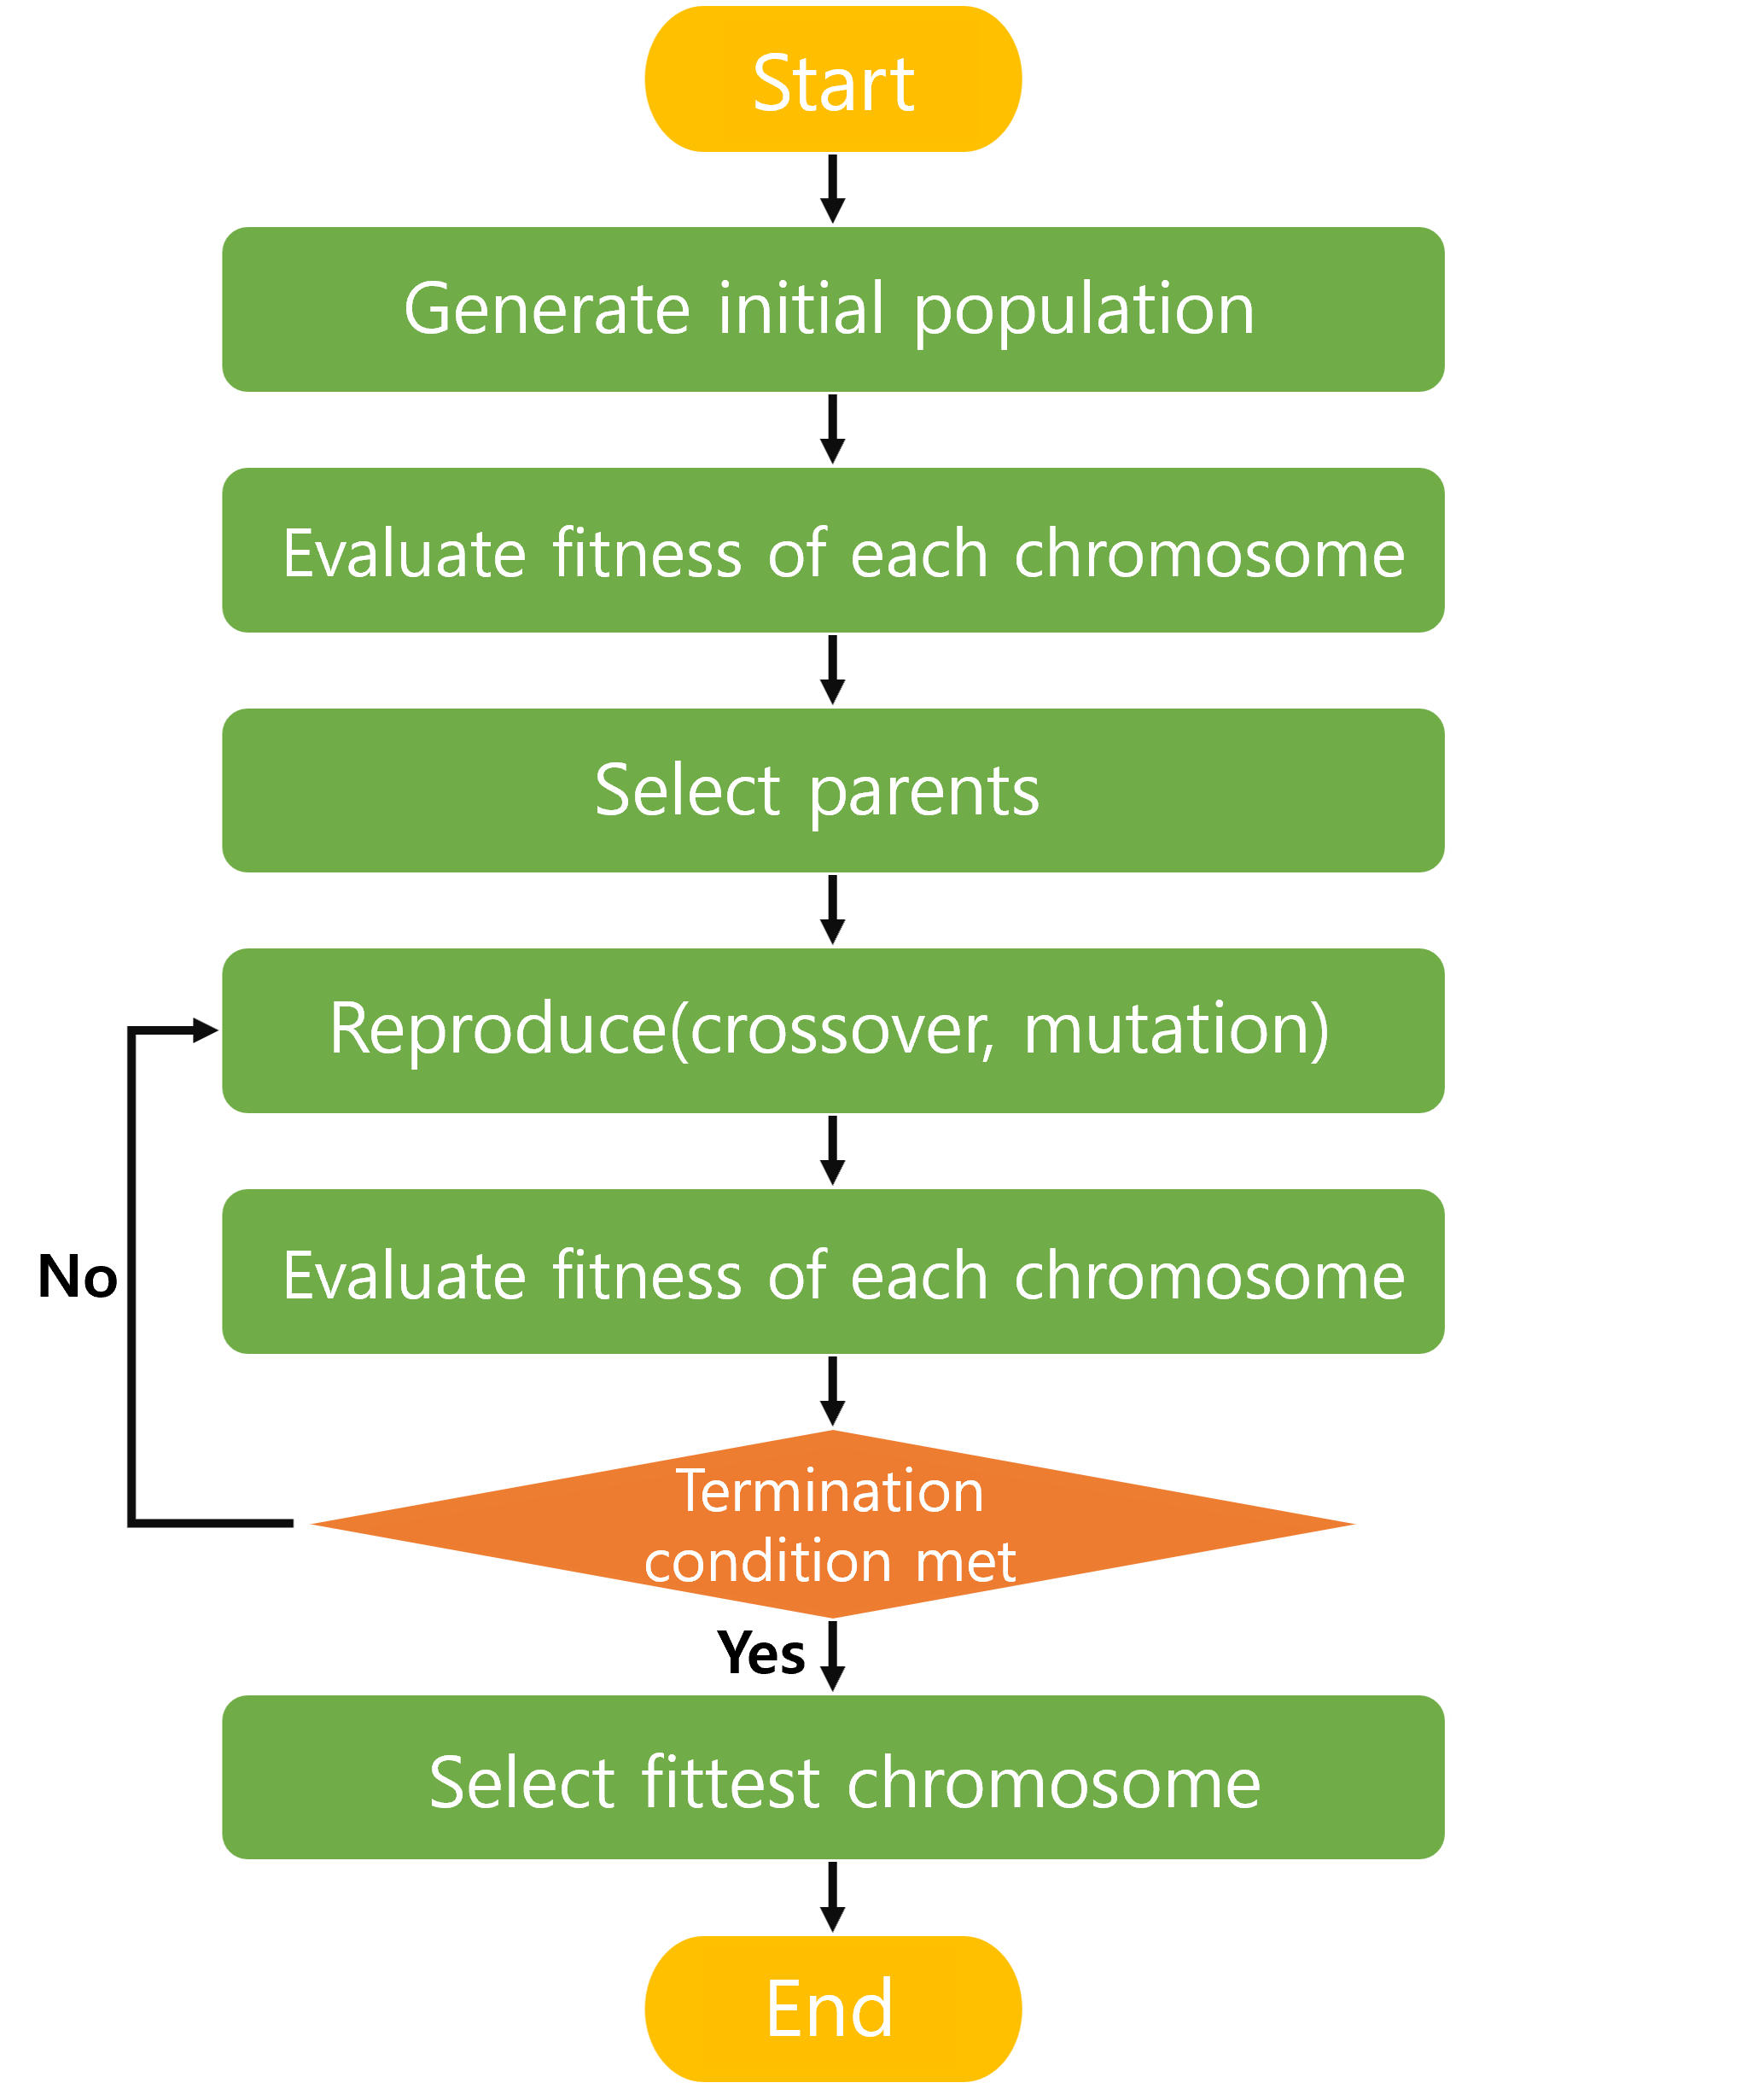 Start
Generate initial population
Evaluate fitness of each chromosome
Select parents
Reproduce(crossover, mutation)
Evaluate fitness of each chromosome
No
Termination
condition met
Yes
Select fittest chromosome
End